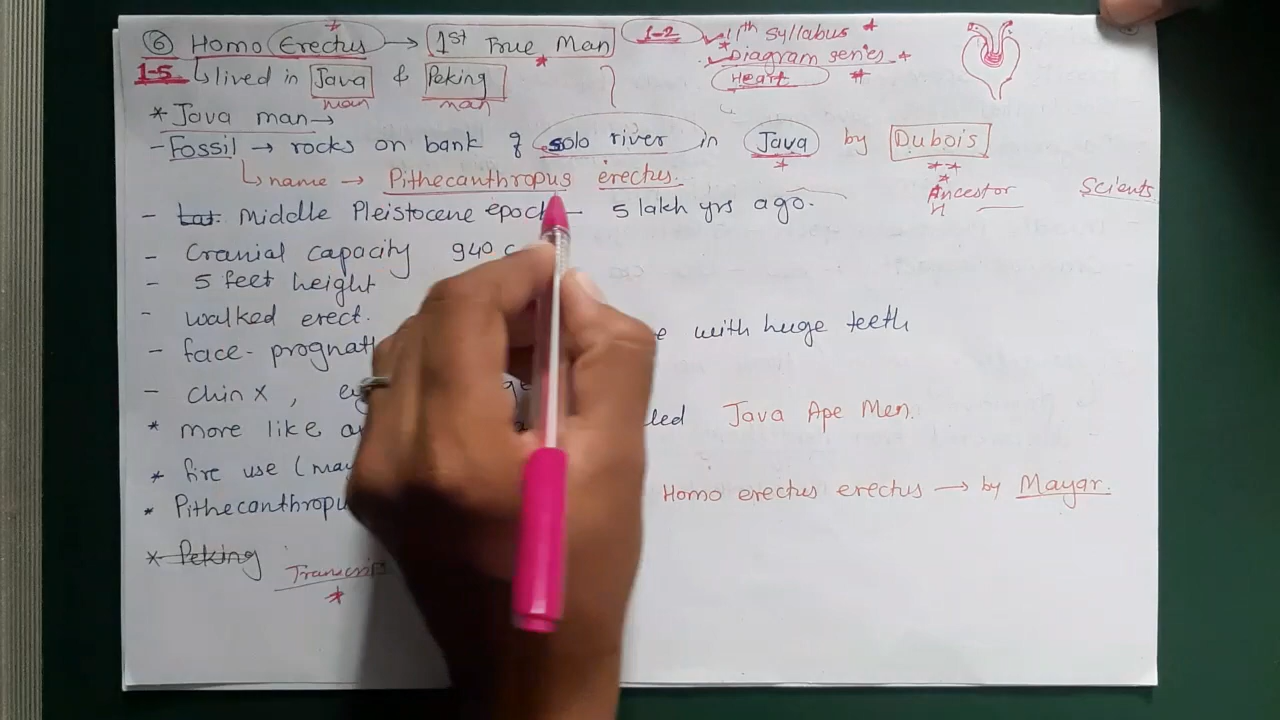 ⑥ Homo Erectus → 1st True Man 1-2 11th syllabus
* Diagram series
1-5 lived in Java & Peking Heart
man man
* Java man →
- Fossil → rocks on bank of solo river in Java by Dubois
name → Pithecanthropus erectus. Ancestor Scients
- Lat. Middle Pleistocene epoch - 5 lakh yrs ago.
- Cranial capacity 940 c
- 5 feet height
- walked erect.
- face - prognath with huge teeth
- chin x ,
* more like Java Ape Men.
* fire use (may
* Pithecanthropu Homo erectus erectus → by Mayar.
* Peking
Transcrip